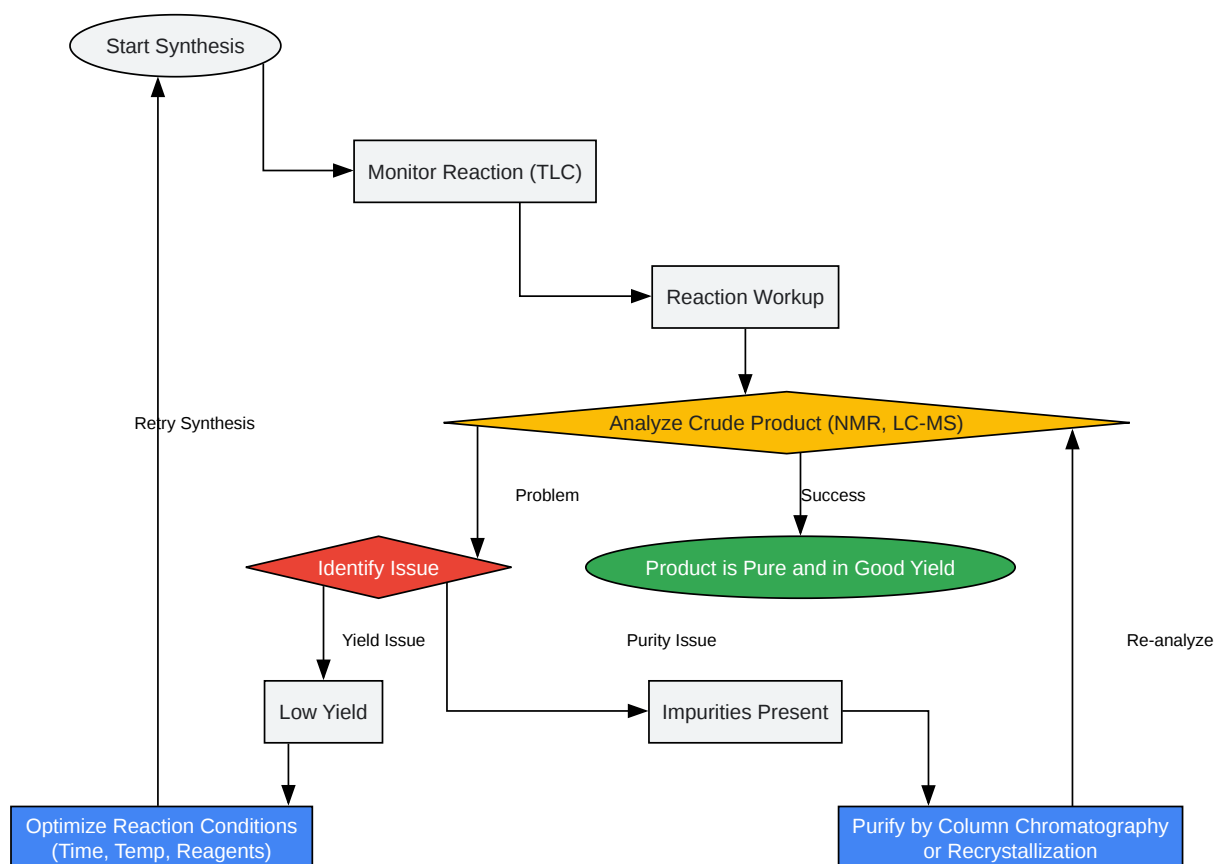 Start Synthesis
Monitor Reaction (TLC)
Reaction Workup
Retry Synthesis
Analyze Crude Product (NMR, LC-MS)
Problem
Success
Identify Issue
Product is Pure and in Good Yield
Yield Issue
Purity Issue
Re-analyze
Low Yield
Impurities Present
Optimize Reaction Conditions
(Time, Temp, Reagents)
Purify by Column Chromatography
or Recrystallization